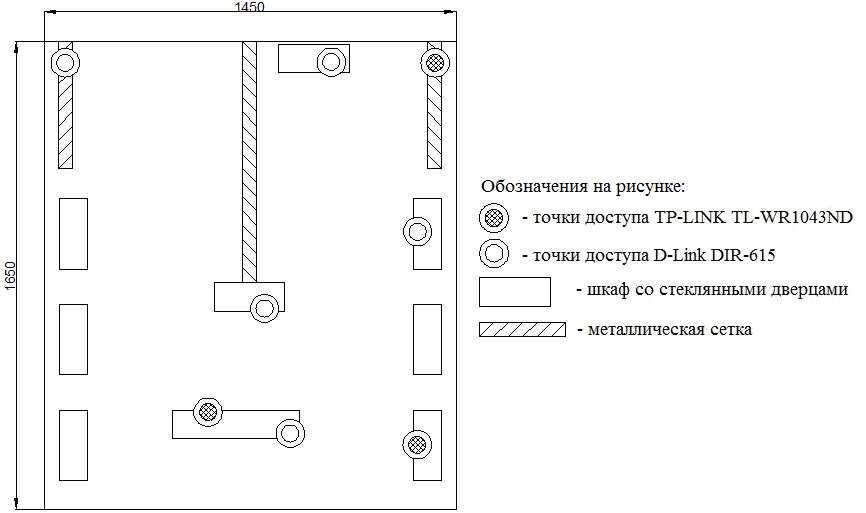 1450
1650
Обозначения на рисунке:
- точки доступа TP-LINK TL-WR1043ND
- точки доступа D-Link DIR-615
- шкаф со стеклянными дверцами
- металлическая сетка